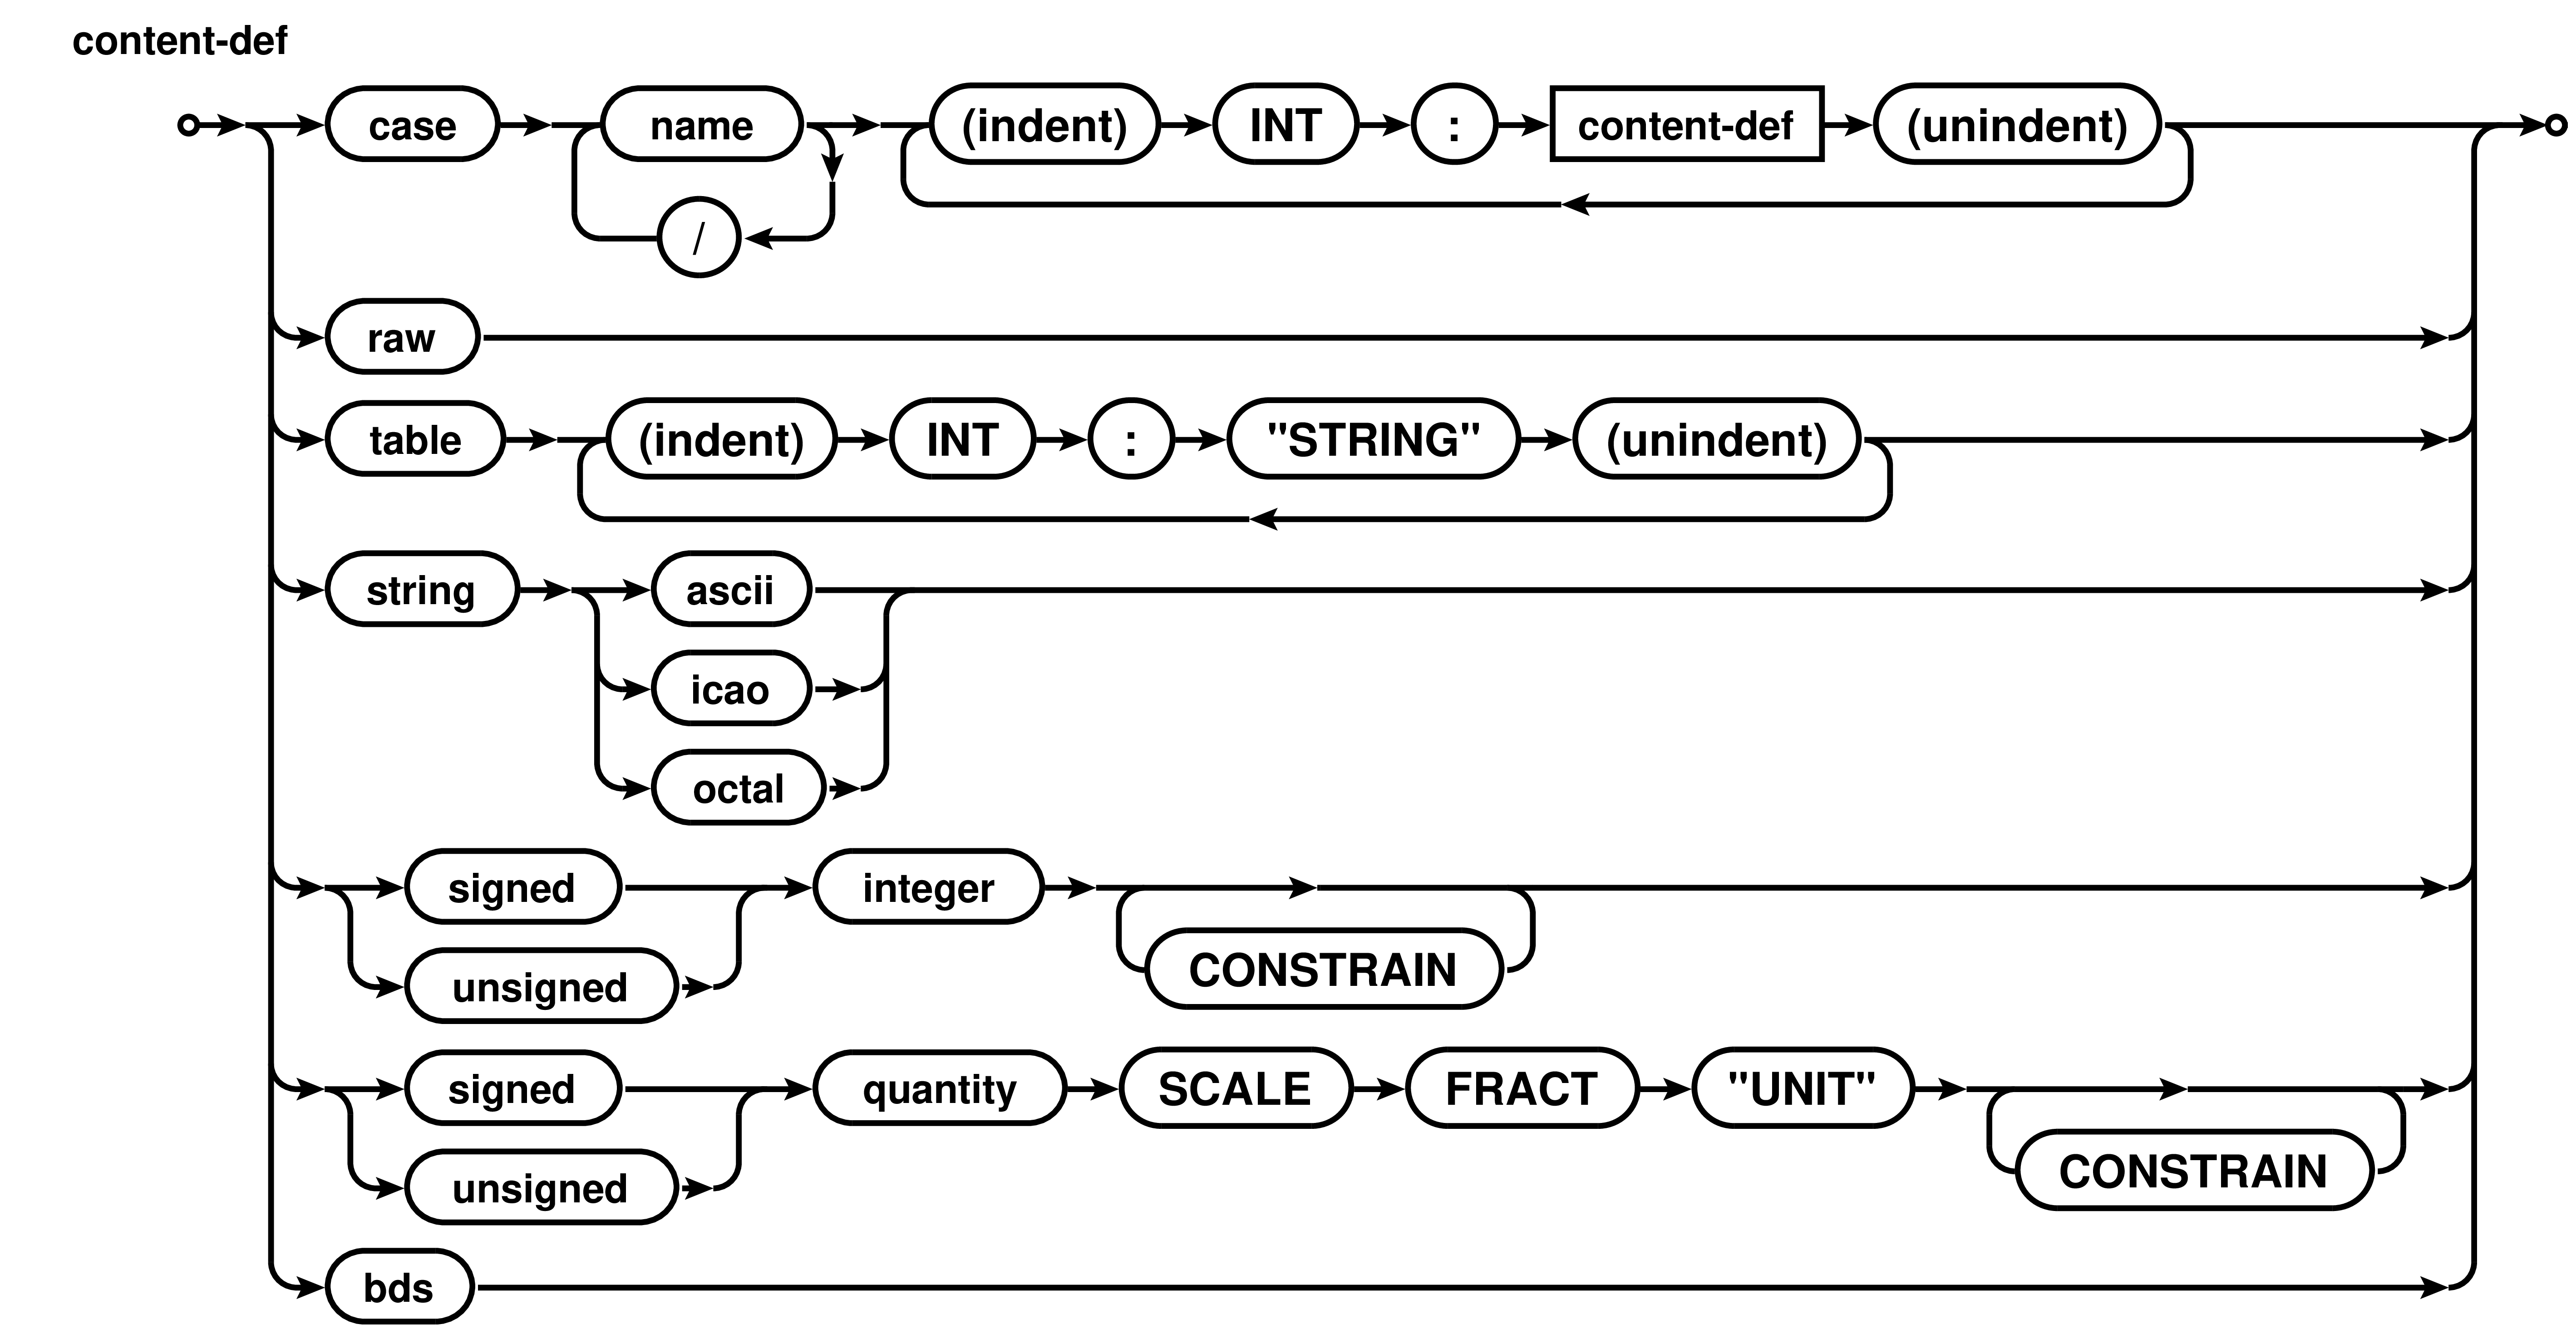 content-def
case name (indent) INT : content-def (unindent)
/
raw
table (indent) INT : "STRING" (unindent)
string ascii
icao
octal
signed integer
CONSTRAIN
unsigned
signed quantity SCALE FRACT "UNIT"
CONSTRAIN
unsigned
bds